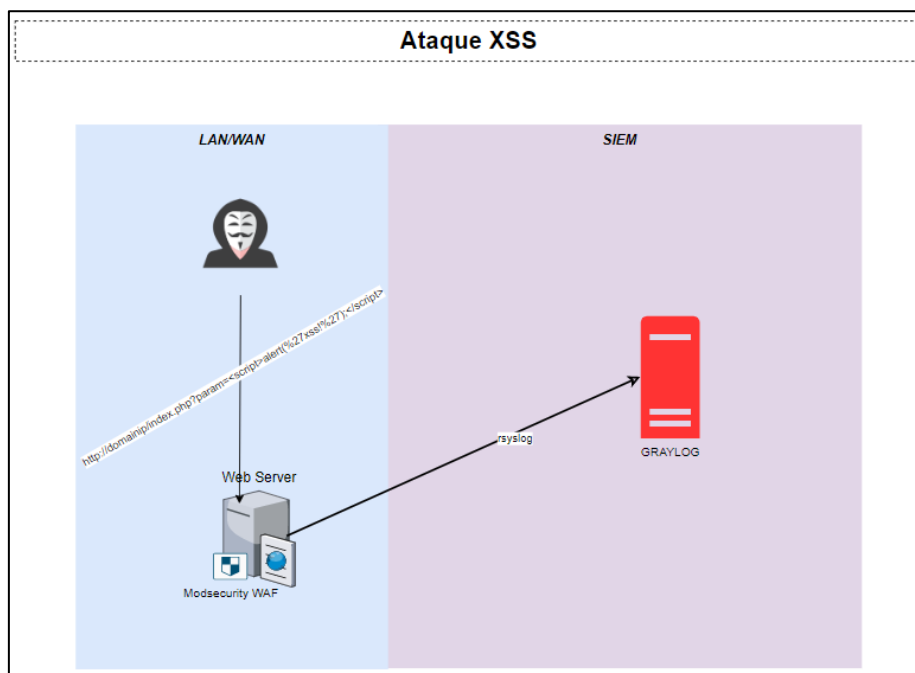 Ataque XSS
LAN/WAN
SIEM
http://domainip/index.php?param=<script>alert(%27xss!%27);</script>
rsyslog
GRAYLOG
Web Server
Modsecurity WAF